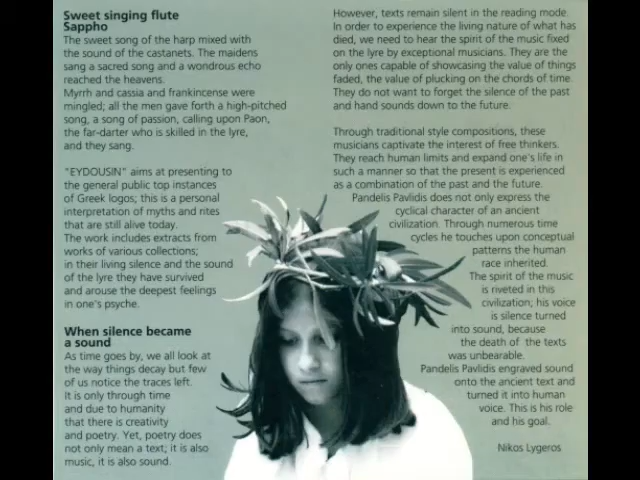 Sweet singing flute
Sappho
The sweet song of the harp mixed with
the sound of the castanets. The maidens
sang a sacred song and a wondrous echo
reached the heavens.
Myrrh and cassia and frankincense were
mingled; all the men gave forth a high-pitched
song, a song of passion, calling upon Paon,
the far-darter who is skilled in the lyre,
and they sang.
"EYDOUSIN" aims at presenting to
the general public top instances
of Greek logos; this is a personal
interpretation of myths and rites
that are still alive today.
The work includes extracts from
works of various collections;
in their living silence and the sound
of the lyre they have survived
and arouse the deepest feelings
in one's psyche.
When silence became
a sound
As time goes by, we all look at
the way things decay but few
of us notice the traces left.
It is only through time
and due to humanity
that there is creativity
and poetry. Yet, poetry does
not only mean a text; it is also
music, it is also sound.
However, texts remain silent in the reading mode.
In order to experience the living nature of what has
died, we need to hear the spirit of the music fixed
on the lyre by exceptional musicians. They are the
only ones capable of showcasing the value of things
faded, the value of plucking on the chords of time.
They do not want to forget the silence of the past
and hand sounds down to the future.
Through traditional style compositions, these
musicians captivate the interest of free thinkers.
They reach human limits and expand one's life in
such a manner so that the present is experienced
as a combination of the past and the future.
Pandelis Pavlidis does not only express the
cyclical character of an ancient
civilization. Through numerous time
cycles he touches upon conceptual
patterns the human
race inherited.
The spirit of the music
is riveted in this
civilization; his voice
is silence turned
into sound, because
the death of the texts
was unbearable.
Pandelis Pavlidis engraved sound
onto the ancient text and
turned it into human
voice. This is his role
and his goal.
Nikos Lygeros